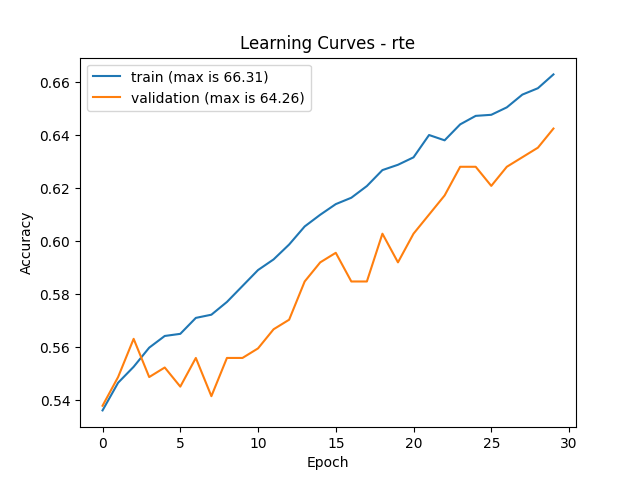 Learning Curves - rte
train (max is 66.31)
validation (max is 64.26)
Accuracy
0.66
0.64
0.62
0.60
0.58
0.56
0.54
0 5 10 15 20 25 30
Epoch